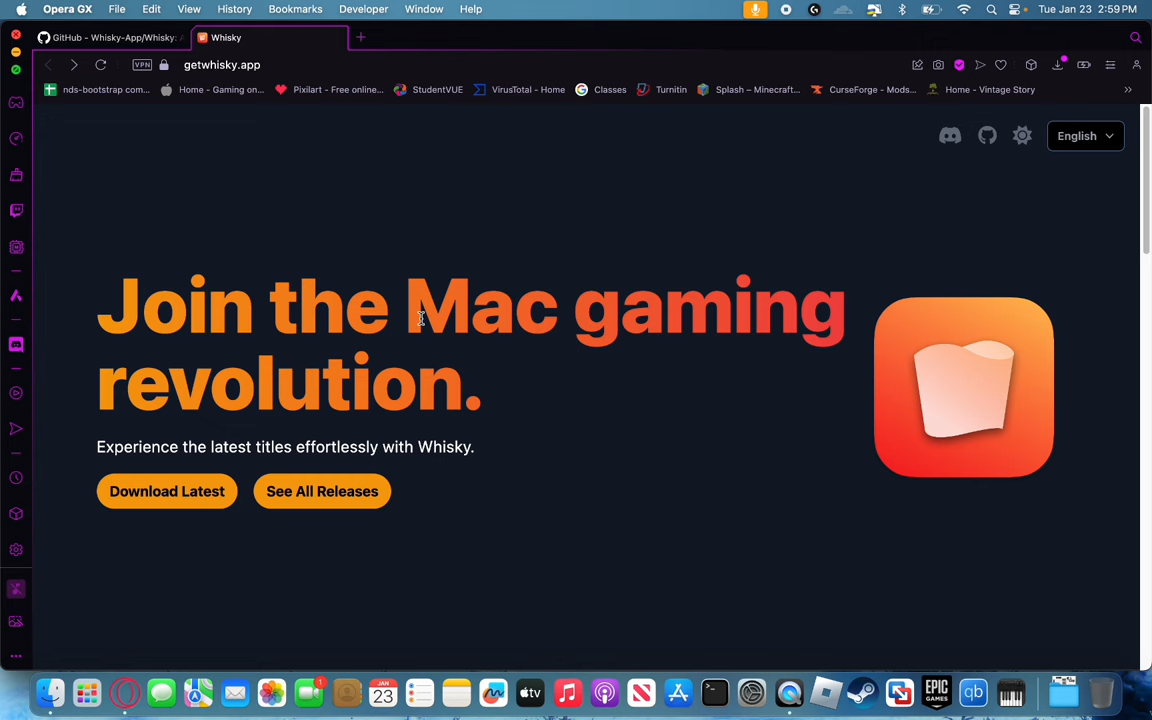 Opera GX File Edit View History Bookmarks Developer Window Help Tue Jan 23 2:59 PM
GitHub - Whisky-App/Whisky: A Whisky
VPN getwhisky.app
nds-bootstrap com... Home - Gaming on... Pixilart - Free online... StudentVUE VirusTotal - Home Classes Turnitin Splash – Minecraft... CurseForge - Mods... Home - Vintage Story
English
Join the Mac gaming
revolution.
Experience the latest titles effortlessly with Whisky.
Download Latest See All Releases
1
JAN
23
tv
EPIC
GAMES
qb